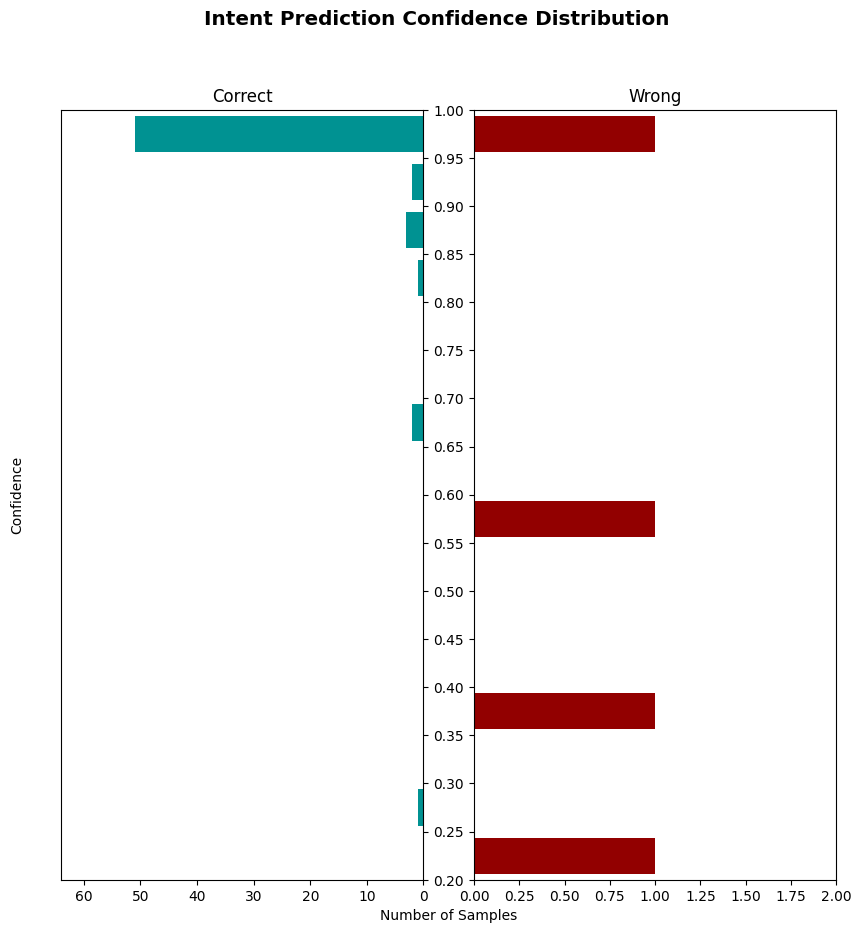 Intent Prediction Confidence Distribution
Correct
Wrong
Confidence
1.00
0.95
0.90
0.85
0.80
0.75
0.70
0.65
0.60
0.55
0.50
0.45
0.40
0.35
0.30
0.25
0.20
60 50 40 30 20 10 0
0.00 0.25 0.50 0.75 1.00 1.25 1.50 1.75 2.00
Number of Samples